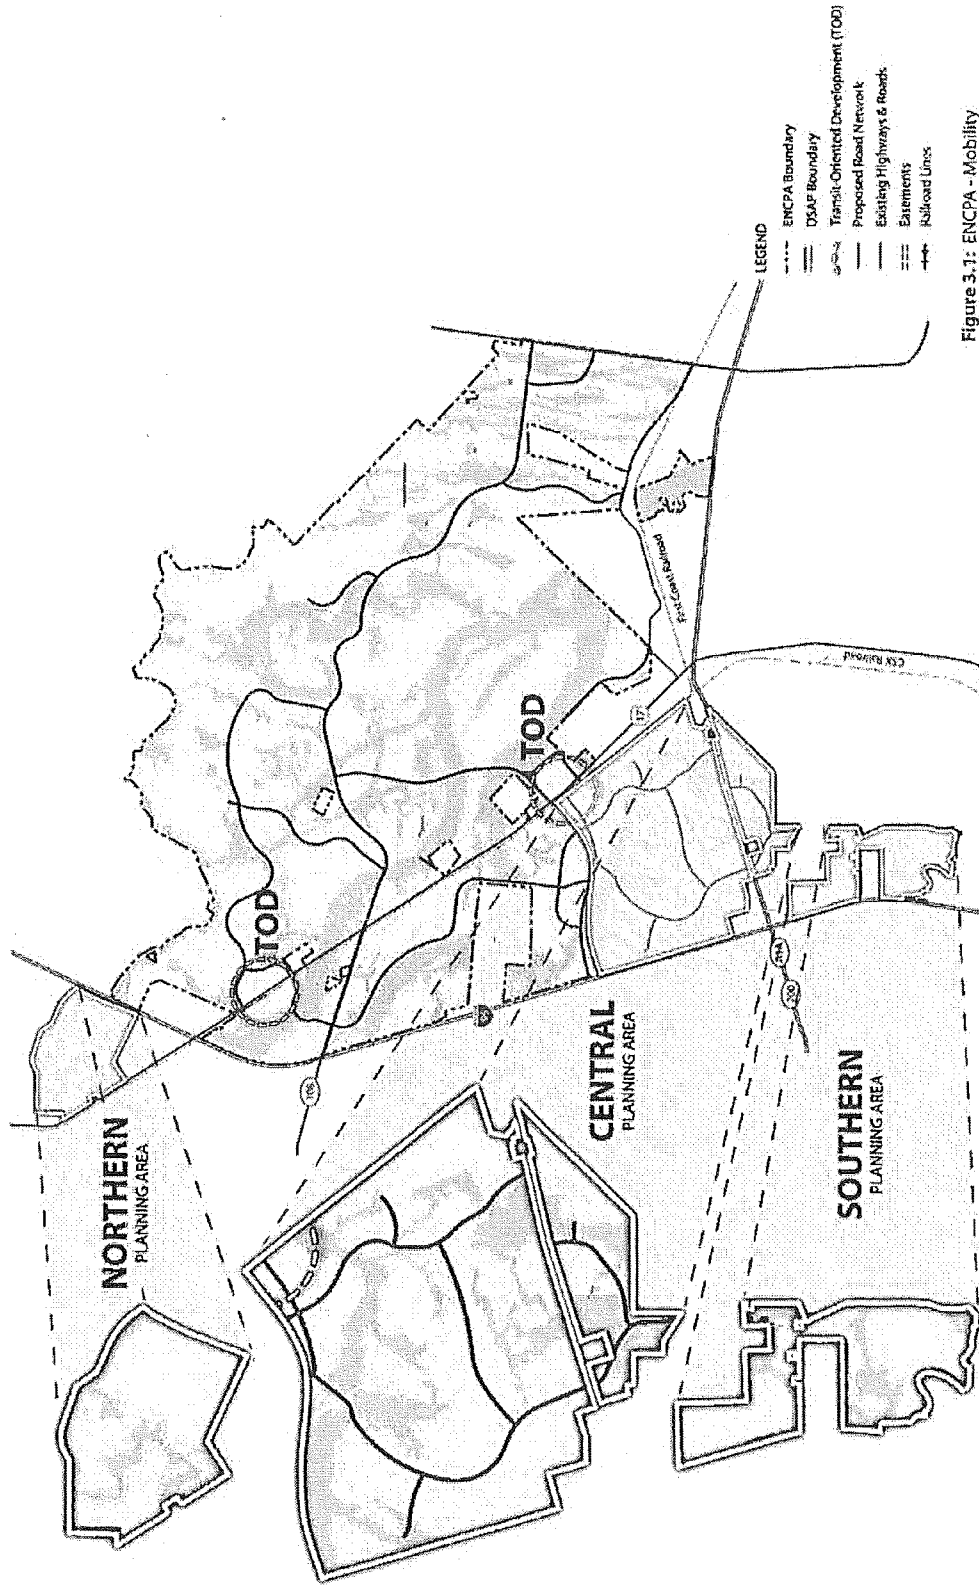 NORTHERN
PLANNING AREA
CENTRAL
PLANNING AREA
SOUTHERN
PLANNING AREA
TOD
TOD
17
200
First Coast Railroad
CSX Railroad
LEGEND
ENCPA Boundary
DSAP Boundary
Transit-Oriented Development (TOD)
Proposed Road Network
Existing Highways & Roads
Easements
Railroad Lines
Figure 3.1: ENCPA - Mobility